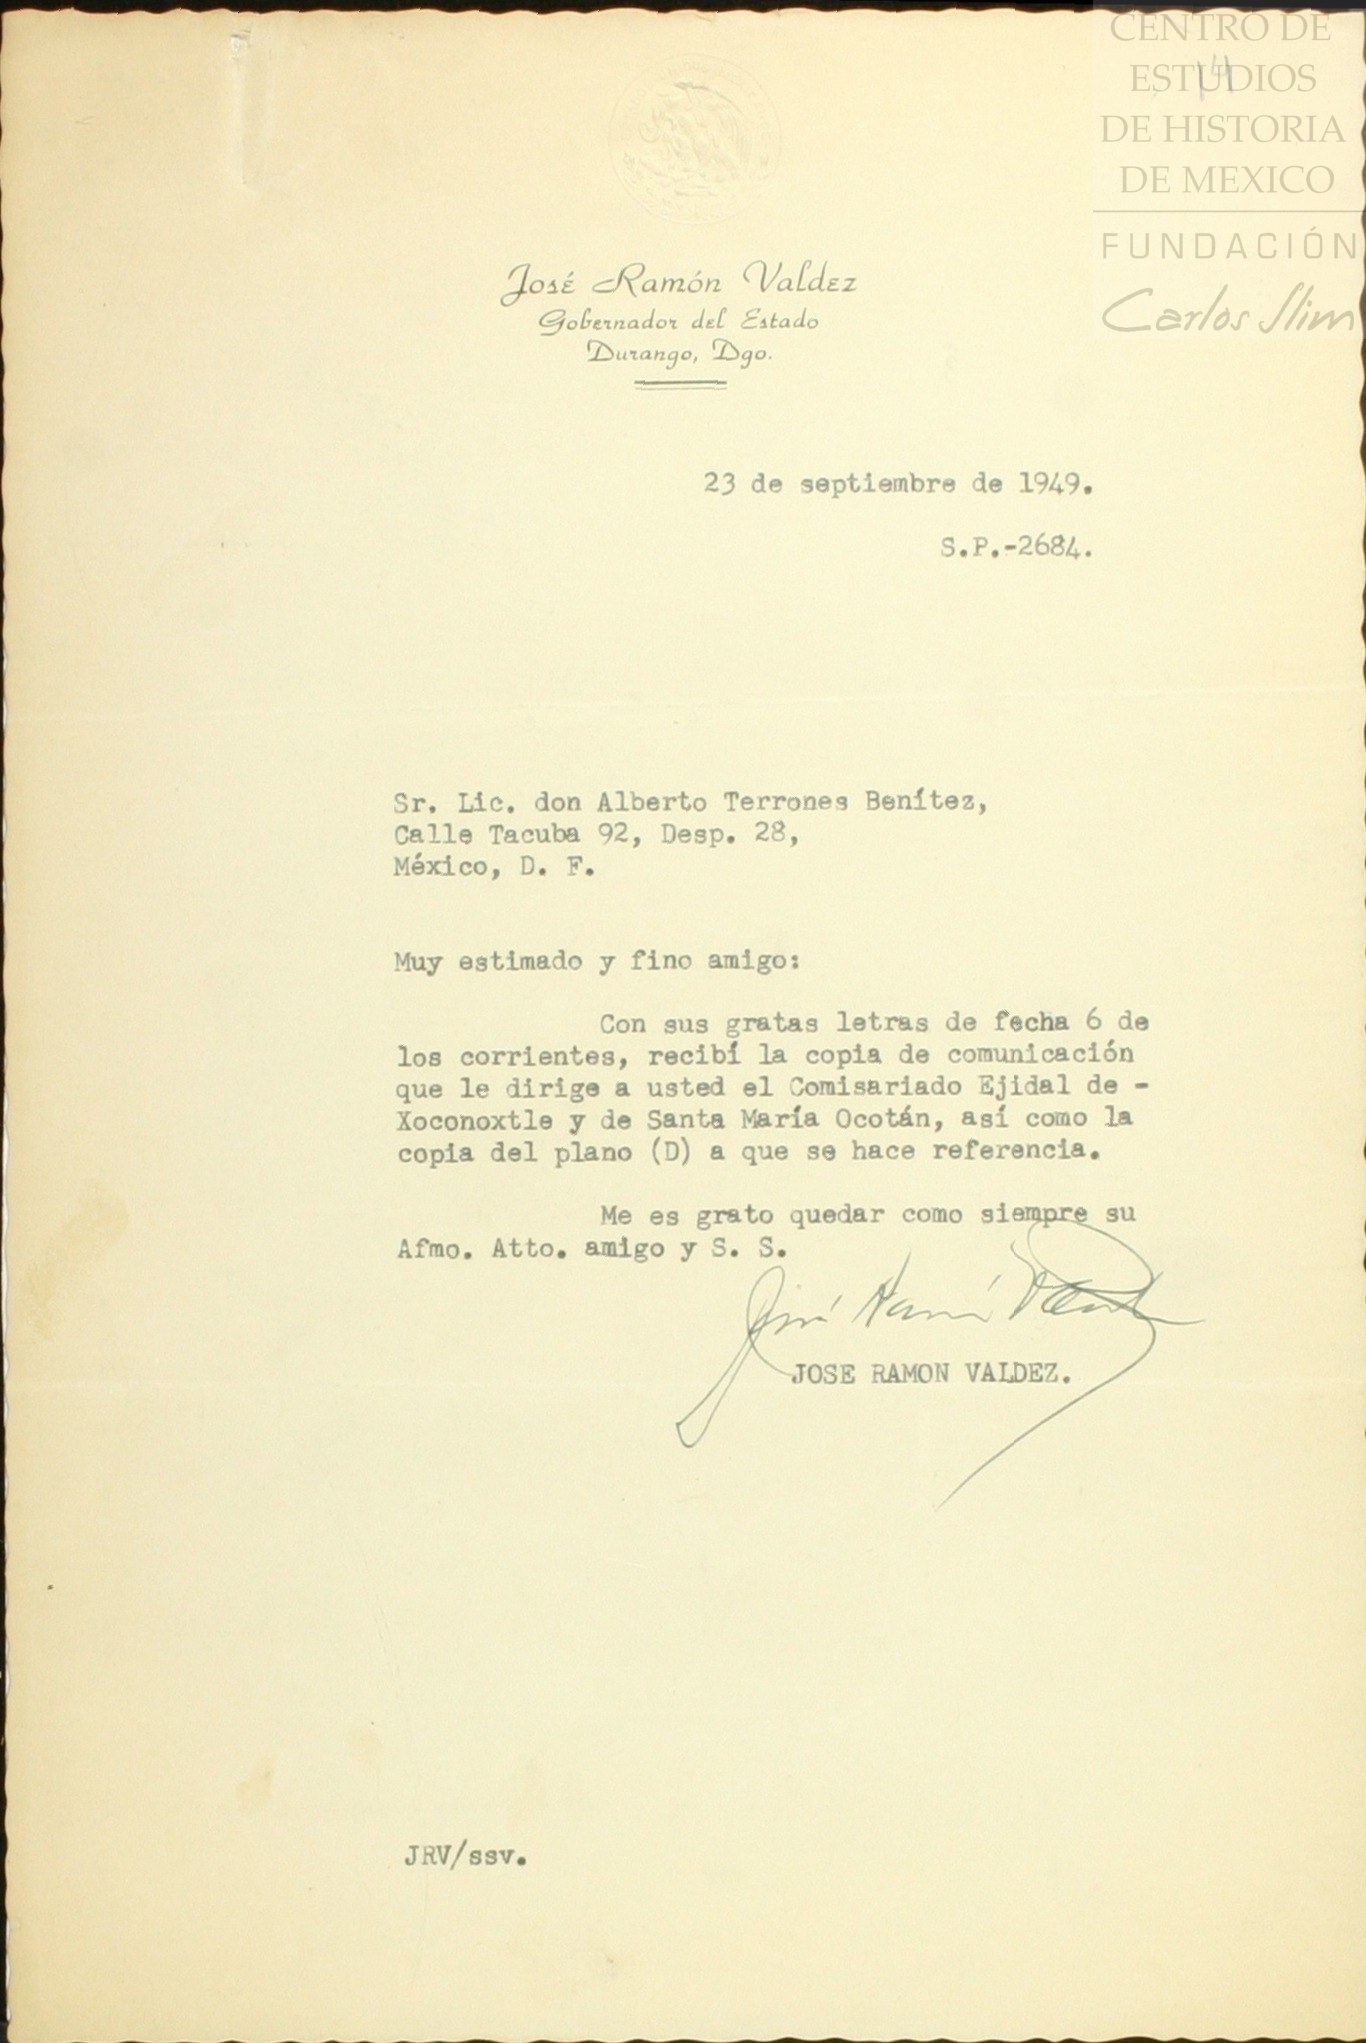 CENTRO DE
ESTUDIOS
DE HISTORIA
DE MEXICO
FUNDACIÓN
Carlos Slim
14
José Ramón Valdez
Gobernador del Estado
Durango, Dgo.
23 de septiembre de 1949.
S.P.-2684.
Sr. Lic. don Alberto Terrones Benítez,
Calle Tacuba 92, Desp. 28,
México, D. F.
Muy estimado y fino amigo:
Con sus gratas letras de fecha 6 de
los corrientes, recibí la copia de comunicación
que le dirige a usted el Comisariado Ejidal de -
Xoconoxtle y de Santa María Ocotán, así como la
copia del plano (D) a que se hace referencia.
Me es grato quedar como siempre su
Afmo. Atto. amigo y S. S.
José Ramón Valdez
JOSE RAMON VALDEZ.
JRV/ssv.